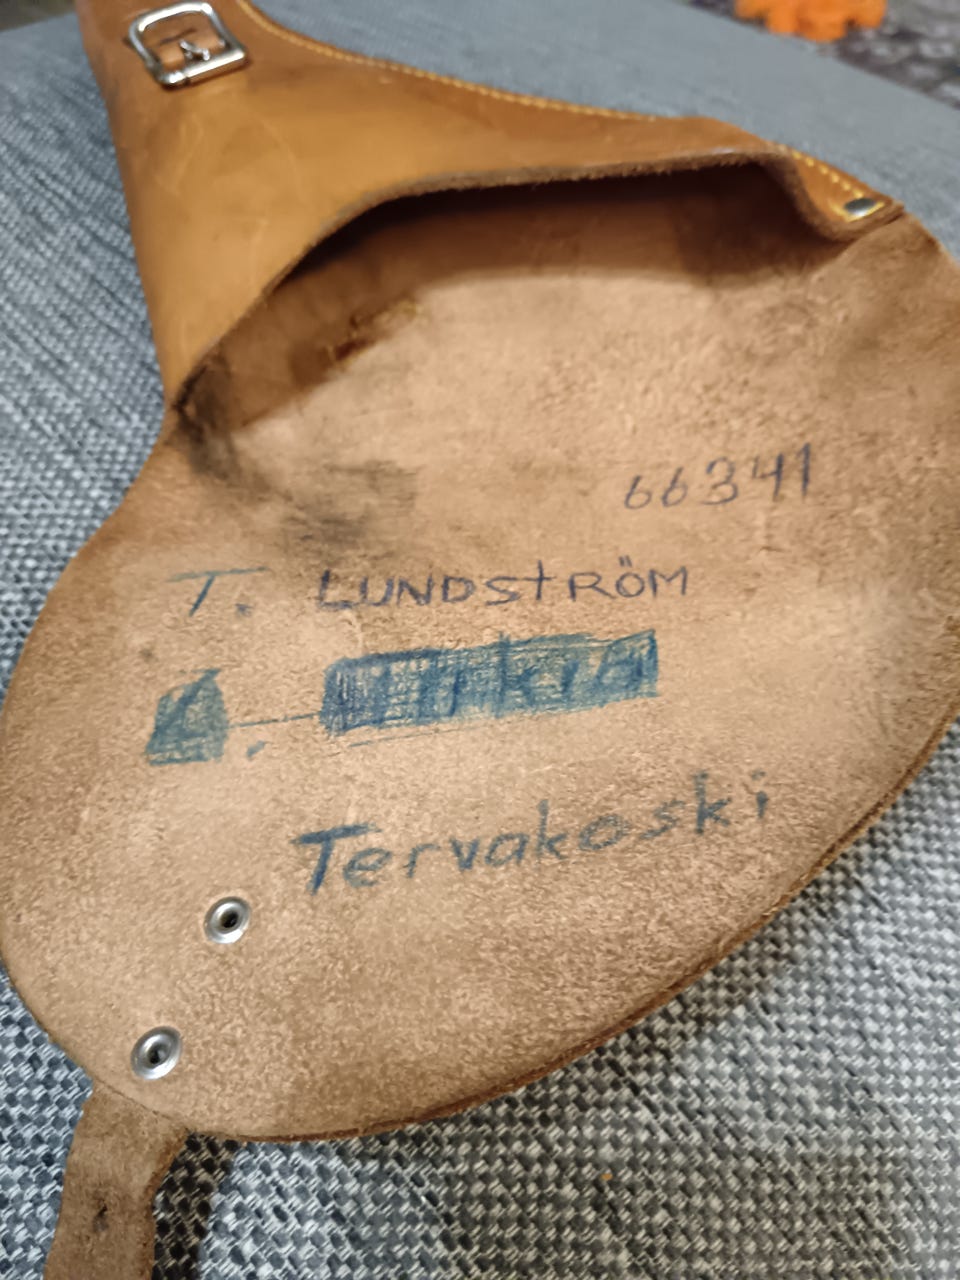 66341
T. LUNDSTRÖM
Tervakoski